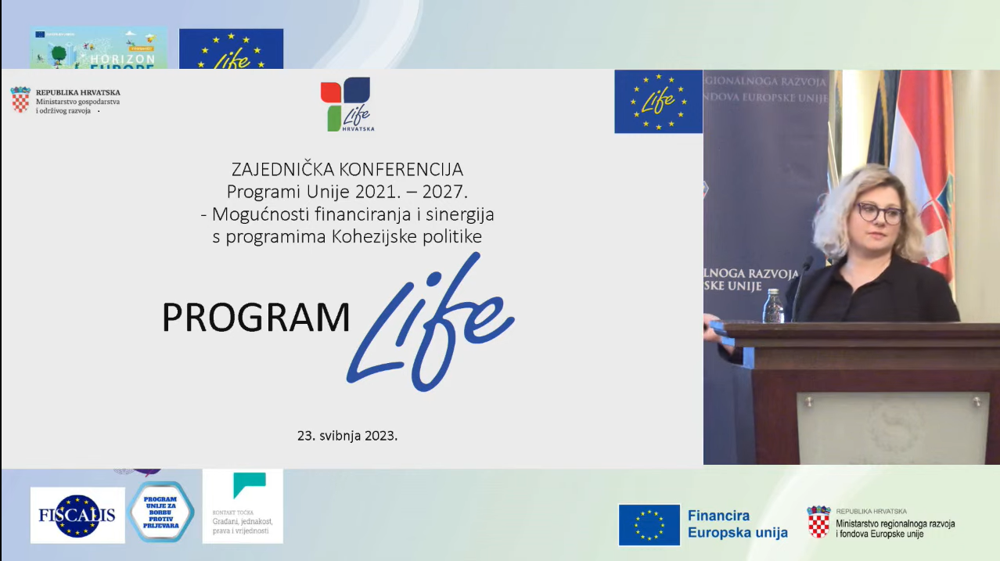 HORIZON
EUROPE
Life
REPUBLIKA HRVATSKA
Ministarstvo gospodarstva
i održivog razvoja
Life
HRVATSKA
Life
GIONALNOGA RAZVOJA
NDOVA EUROPSKE UNIJE
ZAJEDNIČKA KONFERENCIJA
Programi Unije 2021. – 2027.
- Mogućnosti financiranja i sinergija
s programima Kohezijske politike
PROGRAM Life
23. svibnja 2023.
LNOGA RAZVOJA
SKE UNIJE
FISCALIS
PROGRAM
UNIJE ZA
BORBU
PROTIV
PRIJEVARA
KONTAKT TOČKA
Građani, jednakost,
prava i vrijednosti
Financira
Europska unija
REPUBLIKA HRVATSKA
Ministarstvo regionalnoga razvoja
i fondova Europske unije